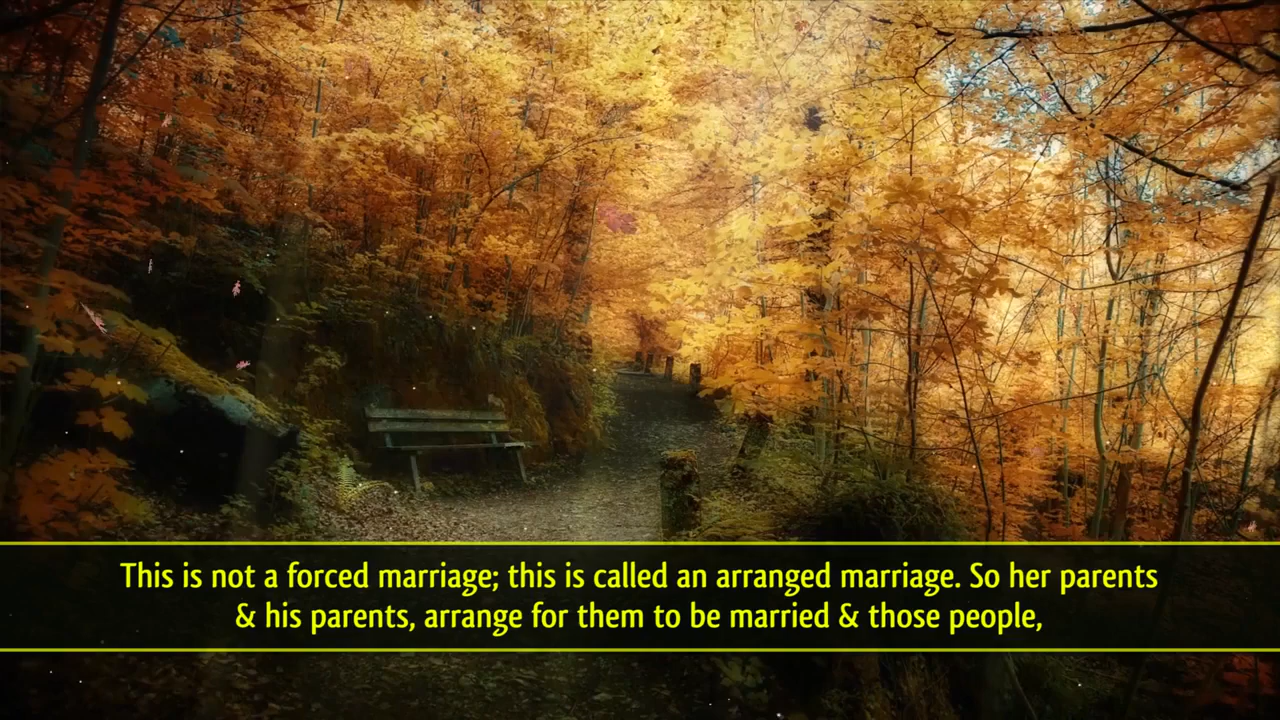 This is not a forced marriage; this is called an arranged marriage. So her parents
& his parents, arrange for them to be married & those people,